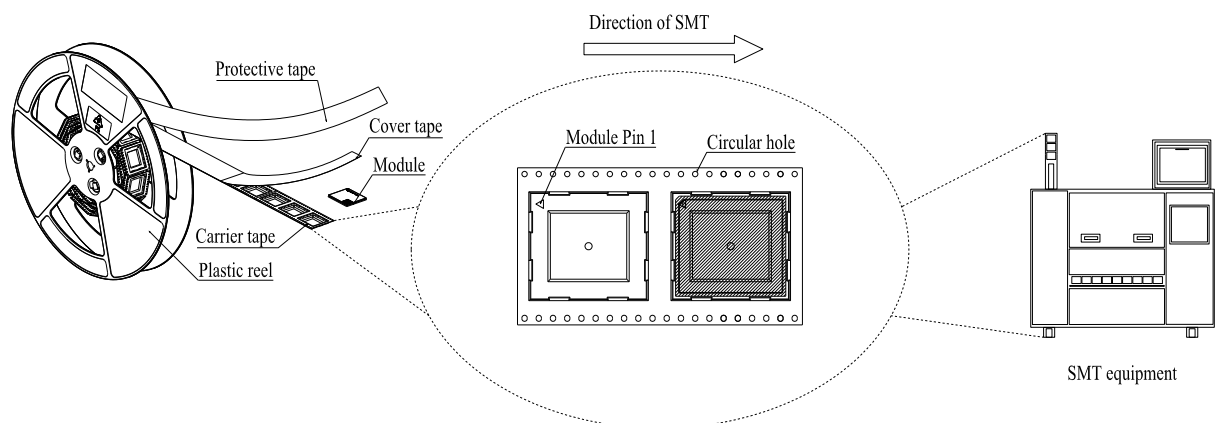 Direction of SMT
Protective tape
Cover tape
Module
Carrier tape
Plastic reel
Module Pin 1
Circular hole
SMT equipment